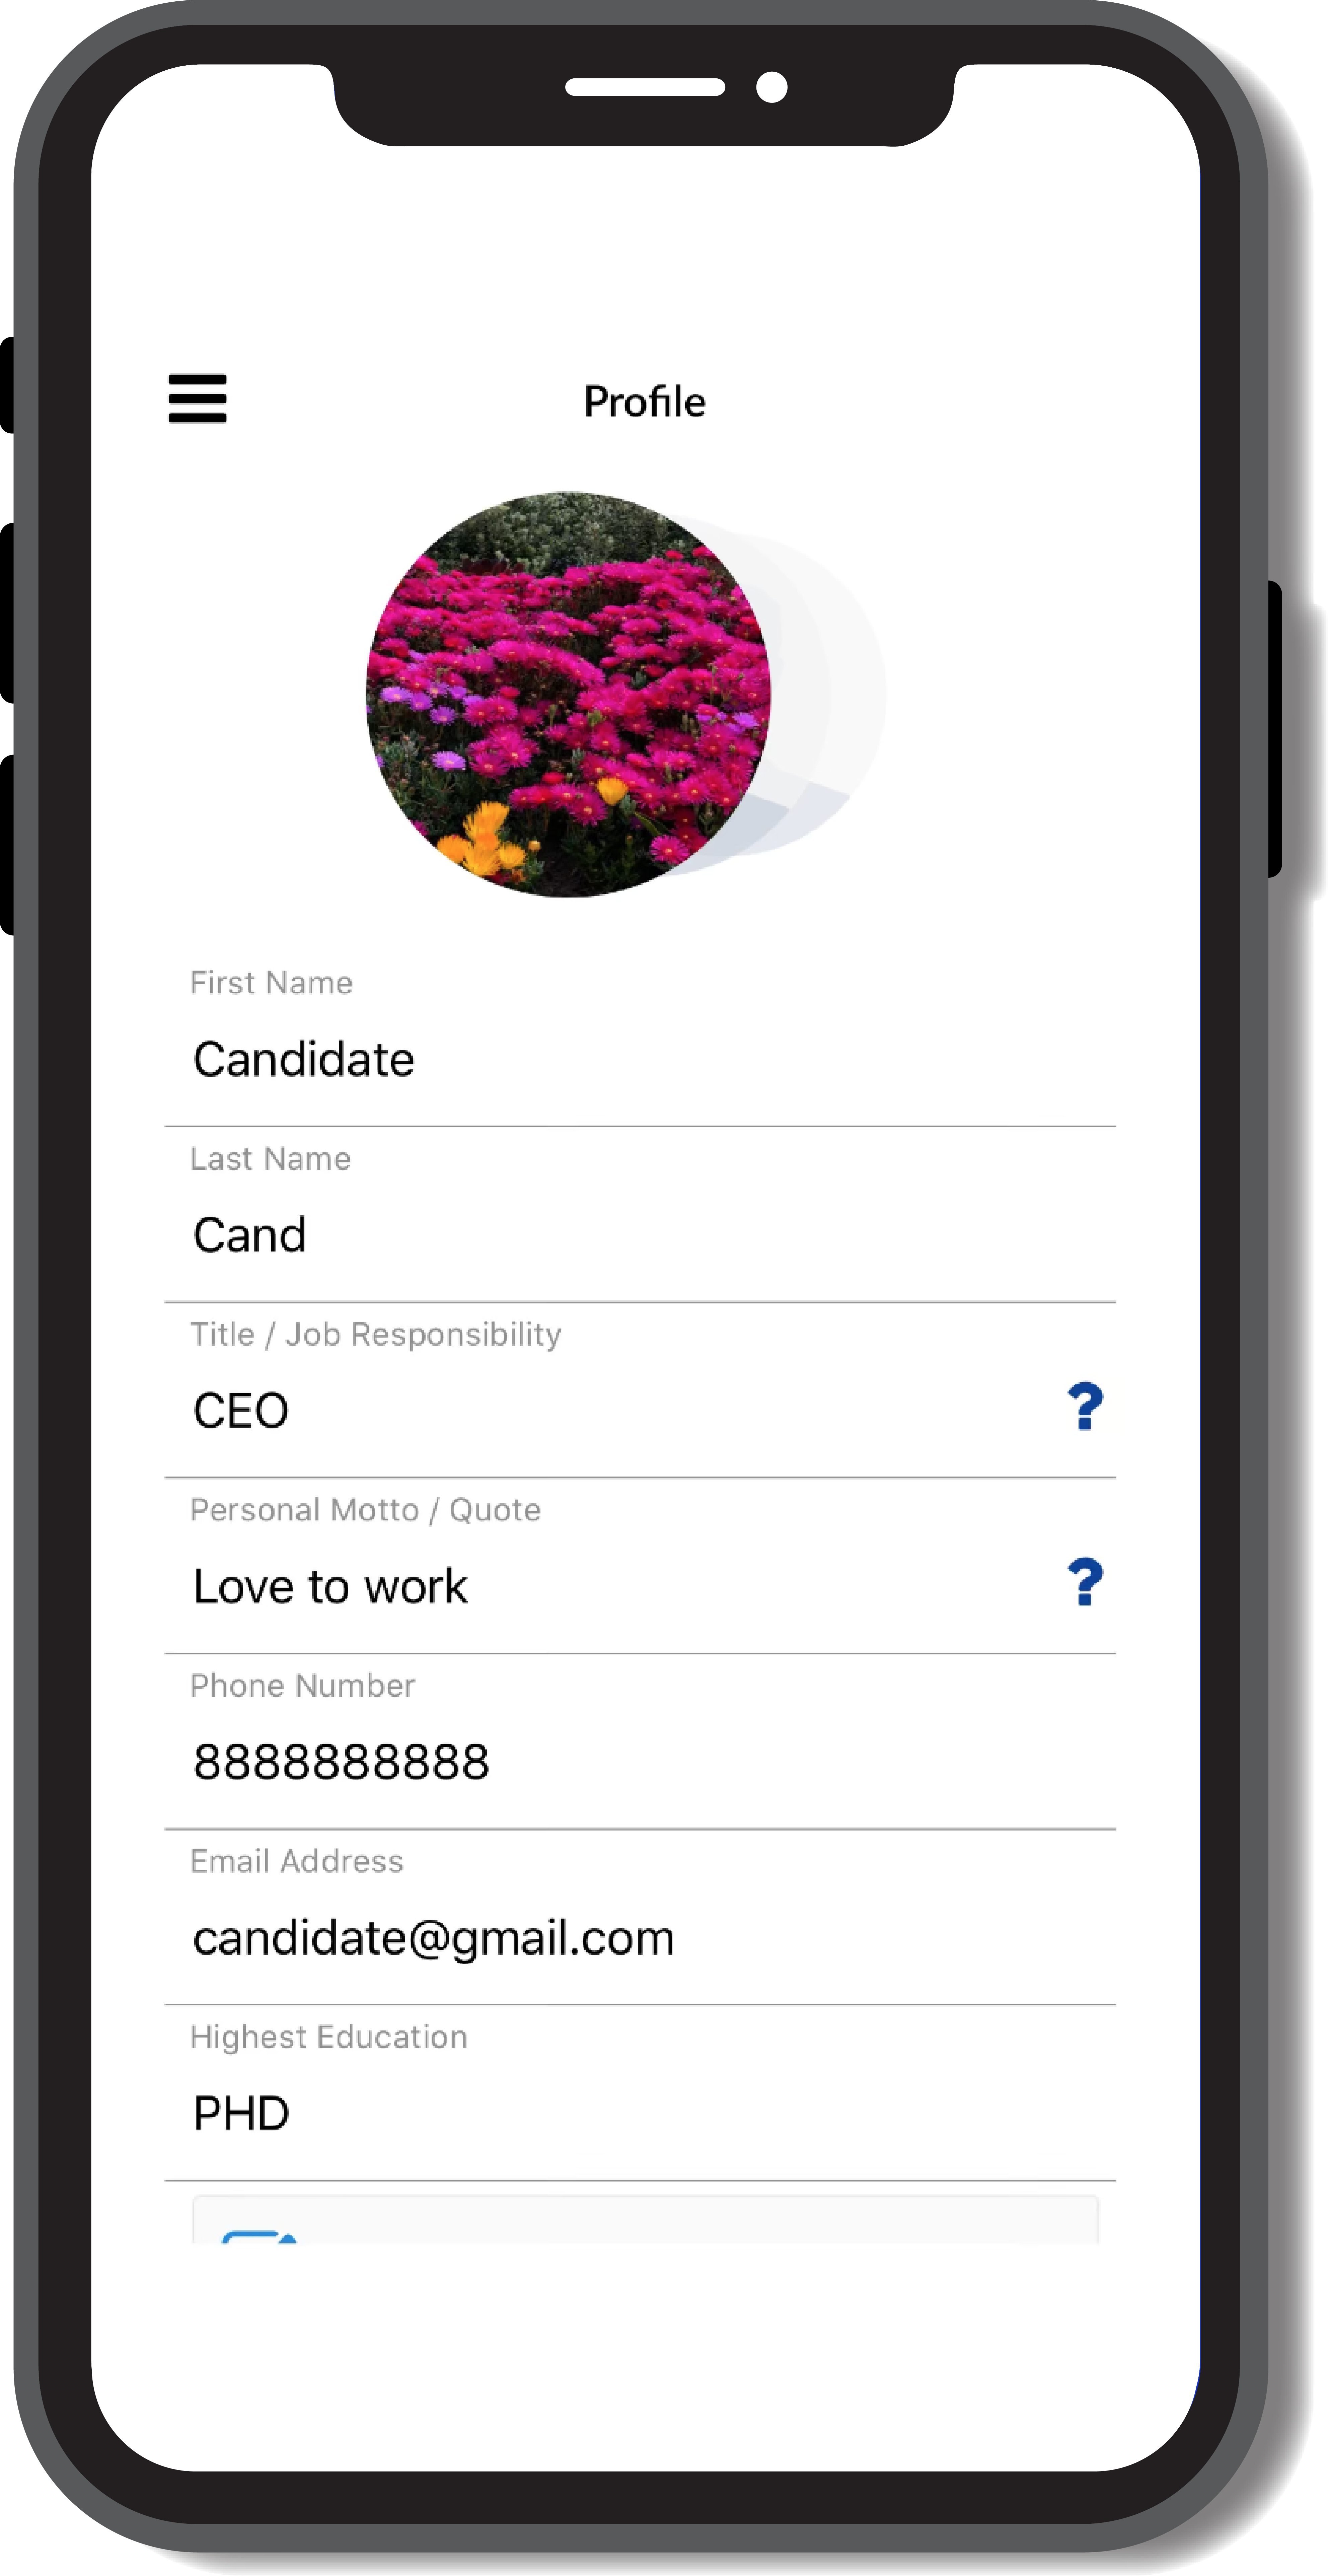 Profile
First Name
Candidate
Last Name
Cand
Title / Job Responsibility
CEO
?
Personal Motto / Quote
Love to work
?
Phone Number
8888888888
Email Address
candidate@gmail.com
Highest Education
PHD